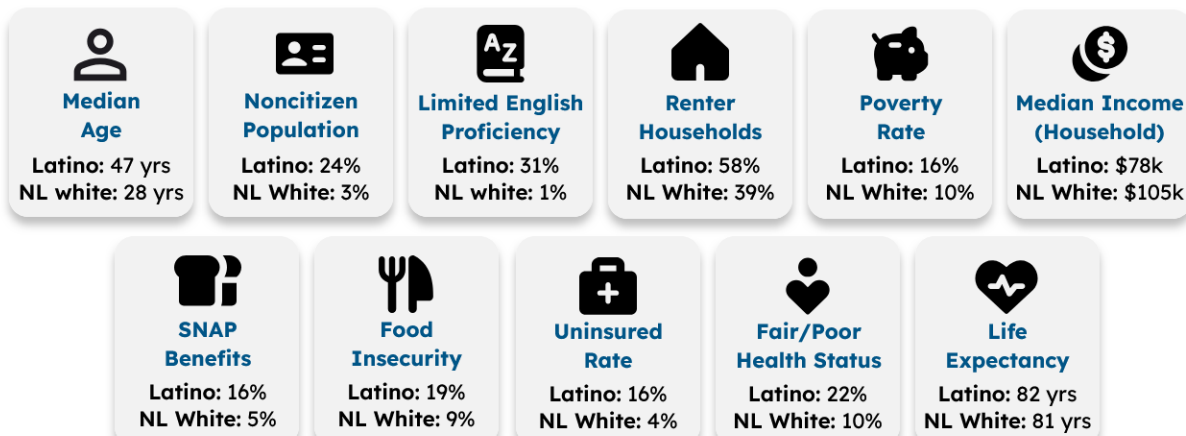 AZ
Median
Age
Latino: 47 yrs
NL white: 28 yrs
Noncitizen
Population
Latino: 24%
NL White: 3%
Limited English
Proficiency
Latino: 31%
NL white: 1%
Renter
Households
Latino: 58%
NL White: 39%
Poverty
Rate
Latino: 16%
NL White: 10%
$
Median Income
(Household)
Latino: $78k
NL White: $105k
SNAP
Benefits
Latino: 16%
NL White: 5%
Food
Insecurity
Latino: 19%
NL White: 9%
Uninsured
Rate
Latino: 16%
NL White: 4%
Fair/Poor
Health Status
Latino: 22%
NL White: 10%
Life
Expectancy
Latino: 82 yrs
NL White: 81 yrs